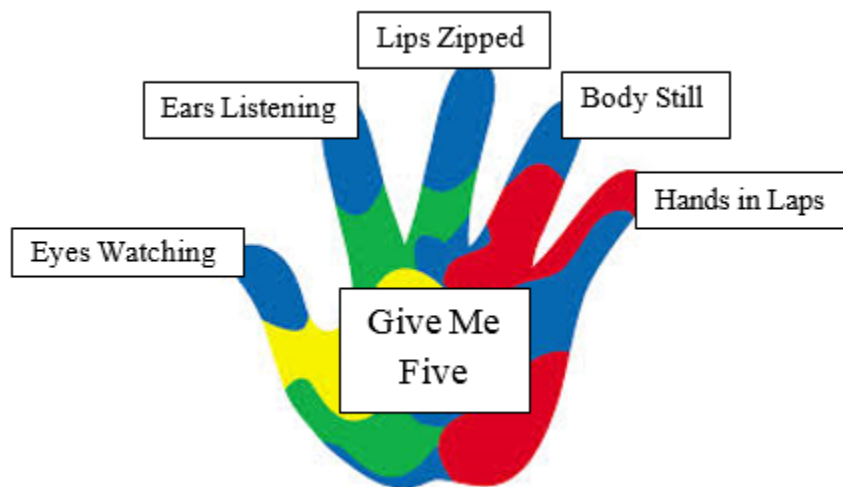 Lips Zipped
Ears Listening
Body Still
Hands in Laps
Eyes Watching
Give Me
Five